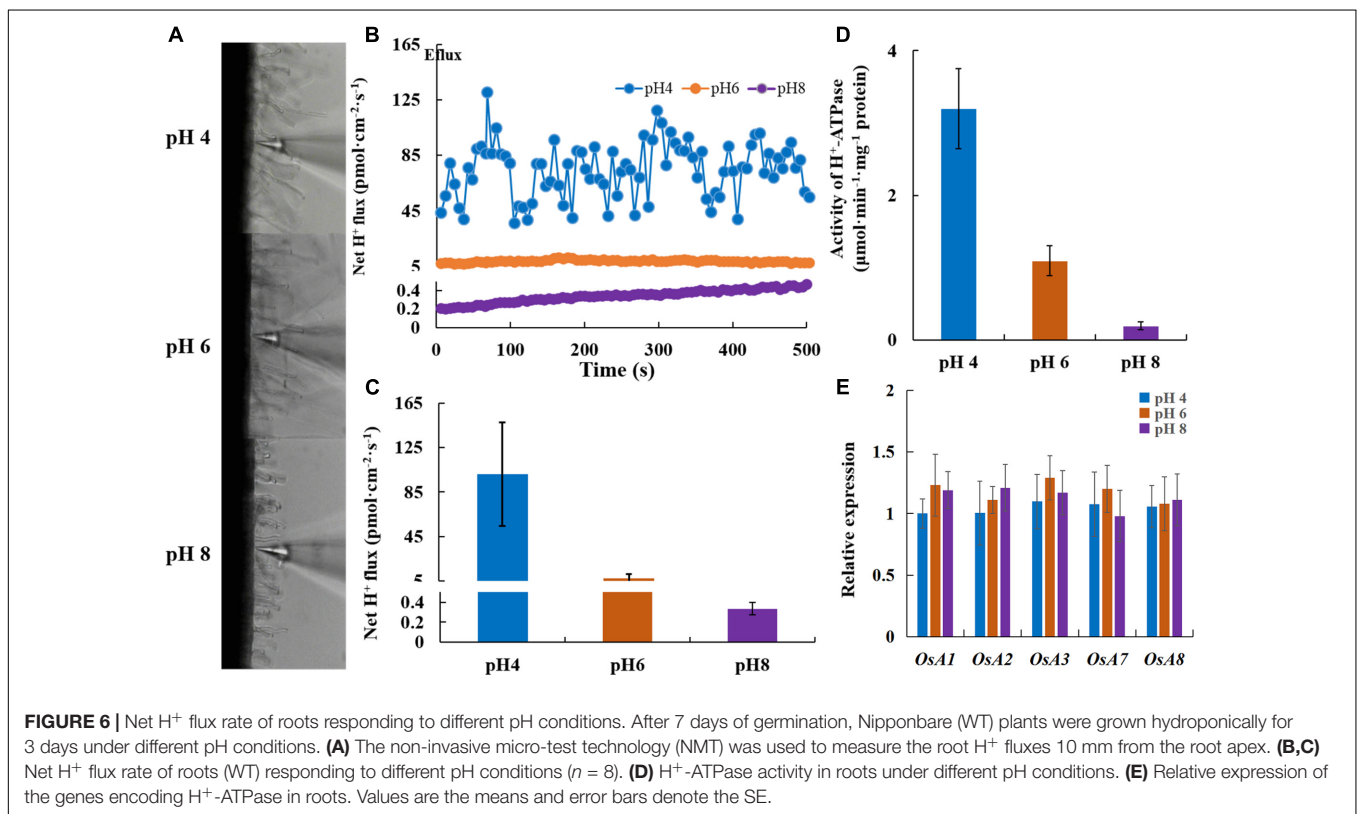 A
pH 4
pH 6
pH 8
B
165
125
85
45
5
0.4
0.2
0
Eflux
pH4 pH6 pH8
Net H⁺ flux (pmol·cm⁻²·s⁻¹)
0 100 200 300 400 500
Time (s)
C
165
125
85
45
5
0.4
0.2
0
Net H⁺ flux (pmol·cm⁻²·s⁻¹)
pH4 pH6 pH8
D
4
2
0
Activity of H⁺-ATPase
(μmol·min⁻¹·mg⁻¹ protein)
pH 4 pH 6 pH 8
E
2
1.5
1
0.5
0
Relative expression
pH 4
pH 6
pH 8
OsA1 OsA2 OsA3 OsA7 OsA8
FIGURE 6 | Net H⁺ flux rate of roots responding to different pH conditions. After 7 days of germination, Nipponbare (WT) plants were grown hydroponically for
3 days under different pH conditions. (A) The non-invasive micro-test technology (NMT) was used to measure the root H⁺ fluxes 10 mm from the root apex. (B,C)
Net H⁺ flux rate of roots (WT) responding to different pH conditions (n = 8). (D) H⁺-ATPase activity in roots under different pH conditions. (E) Relative expression of
the genes encoding H⁺-ATPase in roots. Values are the means and error bars denote the SE.